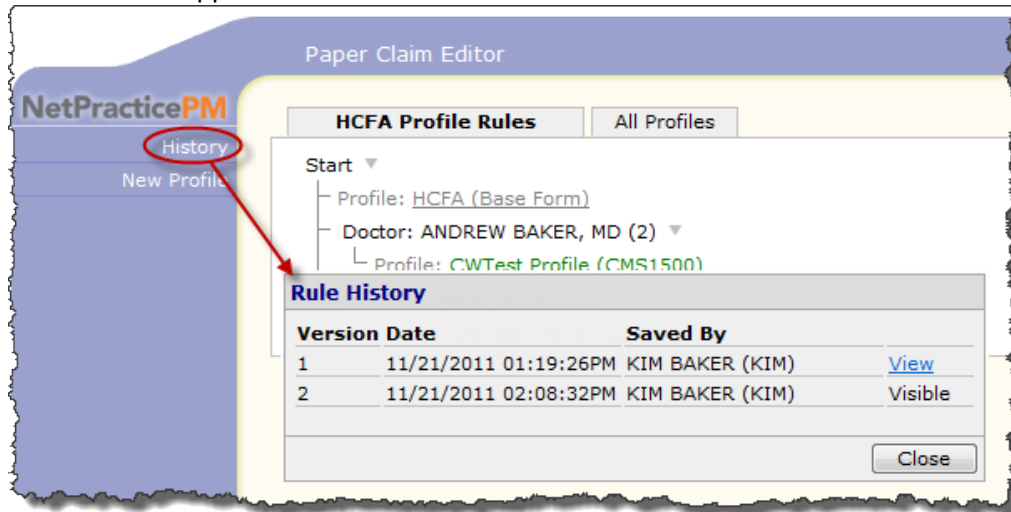 Paper Claim Editor
NetPracticePM
History
New Profile
HCFA Profile Rules All Profiles
Start
Profile: HCFA (Base Form)
Doctor: ANDREW BAKER, MD (2)
Profile: CWTest Profile (CMS1500)
Rule History
Version Date Saved By
1 11/21/2011 01:19:26PM KIM BAKER (KIM) View
2 11/21/2011 02:08:32PM KIM BAKER (KIM) Visible
Close